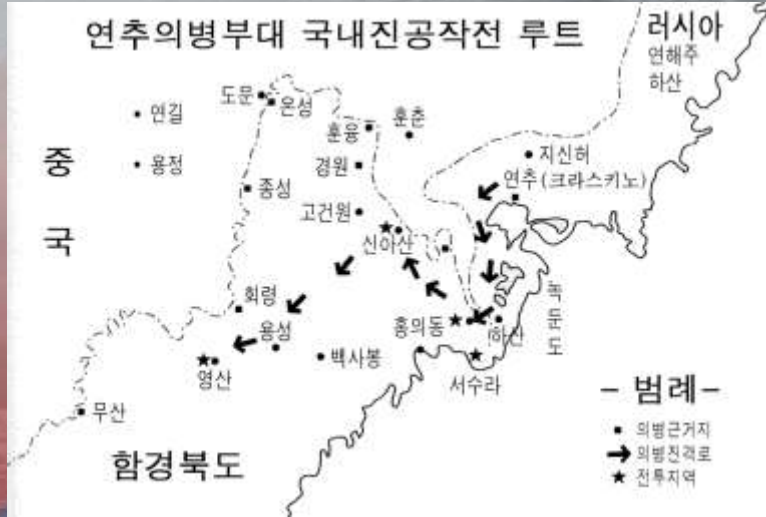 연추의병부대 국내진공작전 루트
러시아
연해주
하산
도문
온성
연길
훈융
훈춘
용정
경원
지신허
중
국
종성
연추(크라스키노)
고건원
신아산
회령
녹둔도
용성
홍의동
하산
영산
백사봉
서수라
무산
함경북도
- 범례 -
■ 의병근거지
→ 의병진격로
★ 전투지역